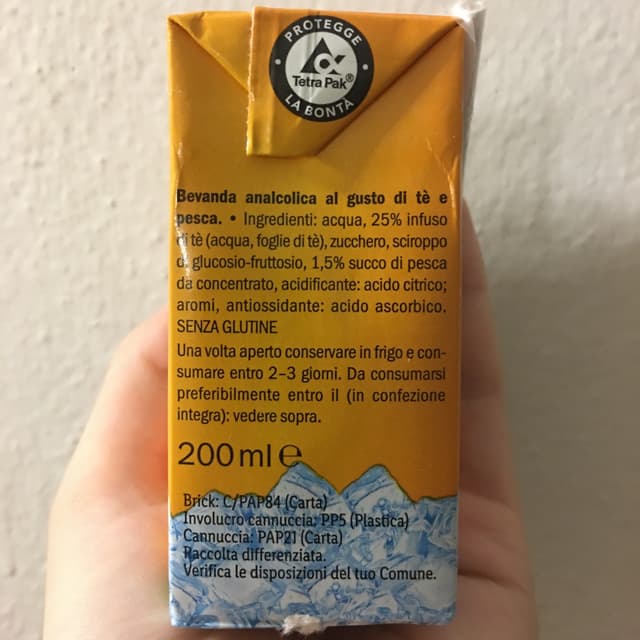 PROTEGGE
Tetra Pak®
LA BONTÀ
Bevanda analcolica al gusto di tè e
pesca. • Ingredienti: acqua, 25% infuso
di tè (acqua, foglie di tè), zucchero, sciroppo
di glucosio-fruttosio, 1,5% succo di pesca
da concentrato, acidificante: acido citrico;
aromi, antiossidante: acido ascorbico.
SENZA GLUTINE
Una volta aperto conservare in frigo e con-
sumare entro 2–3 giorni. Da consumarsi
preferibilmente entro il (in confezione
integra): vedere sopra.
200 ml ℮
Brick: C/PAP84 (Carta)
Involucro cannuccia: PP5 (Plastica)
Cannuccia: PAP21 (Carta)
Raccolta differenziata.
Verifica le disposizioni del tuo Comune.